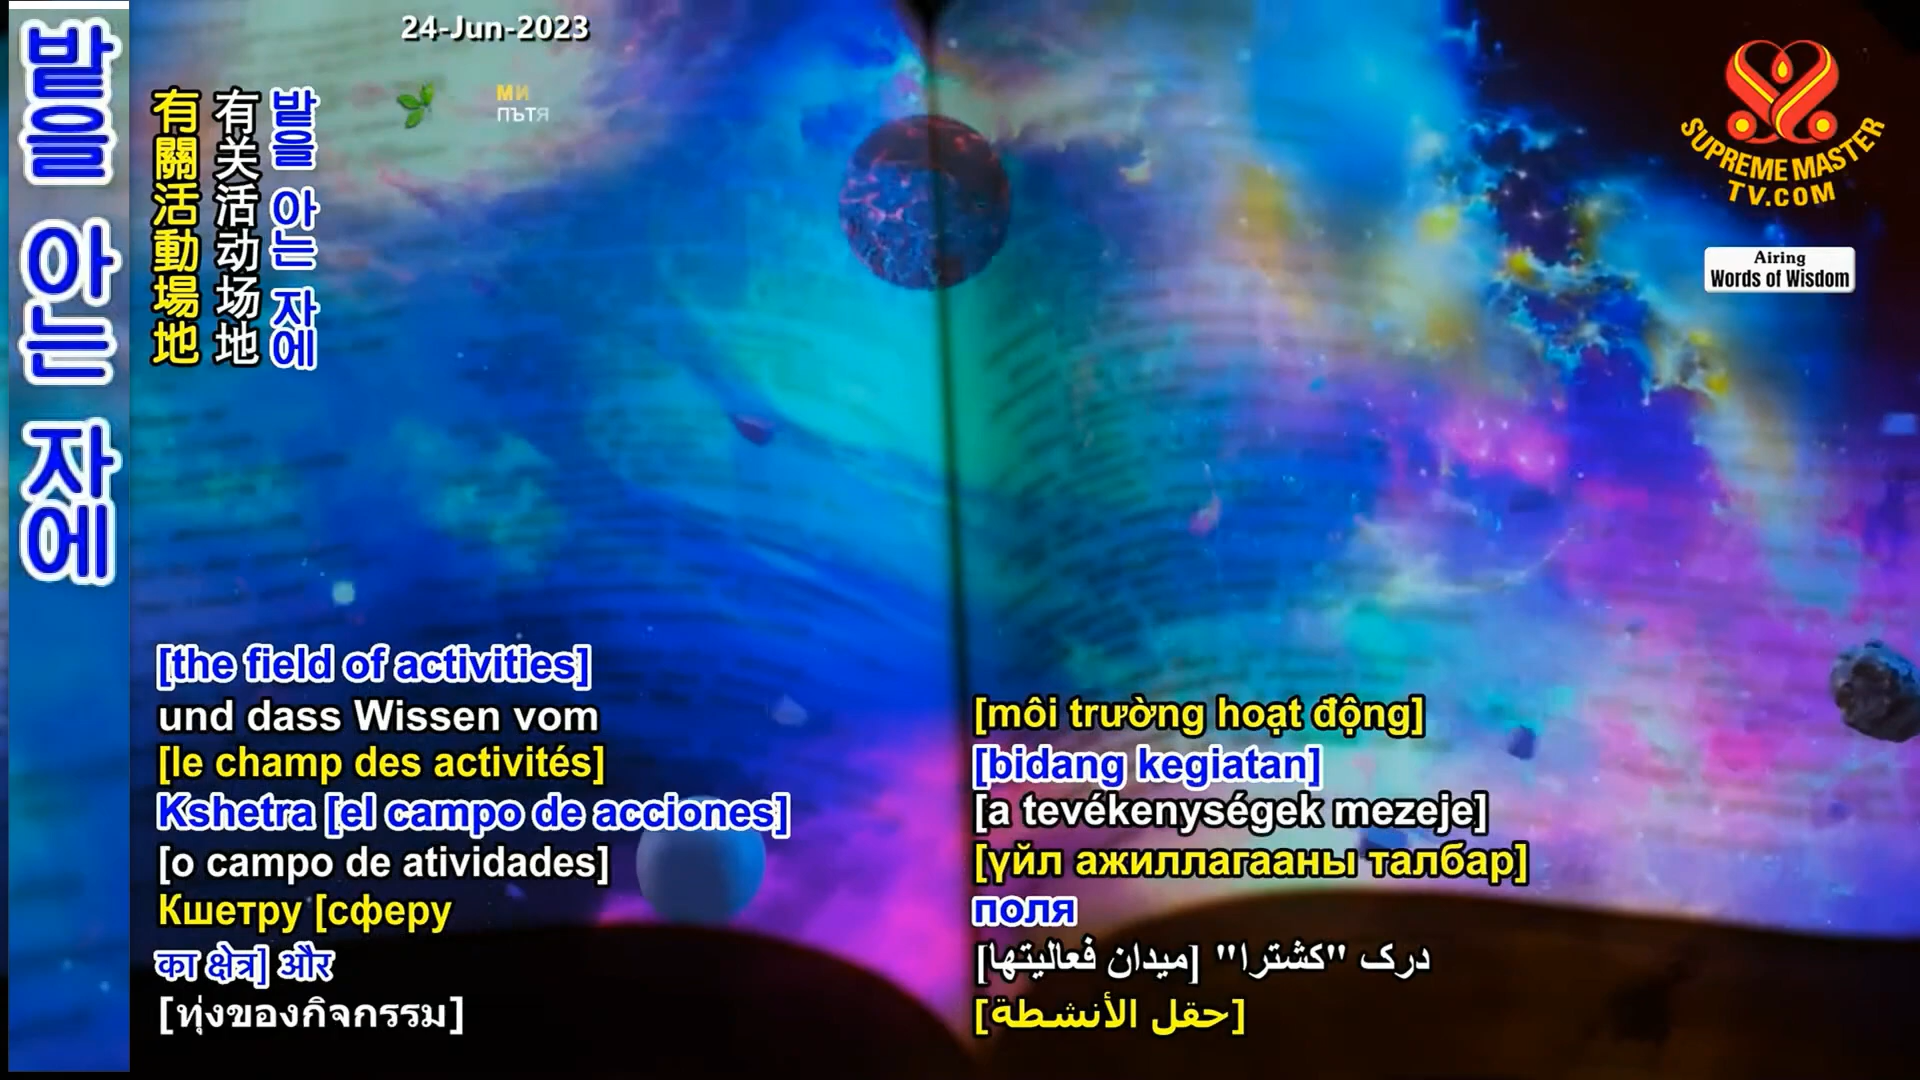 24-Jun-2023
밭을 아는 자에
有關活動場地
有关活动场地
밭을 아는 자에
МИ
ПЪТЯ
SUPREME MASTER
TV.COM
Airing
Words of Wisdom
[the field of activities]
und dass Wissen vom
[le champ des activités]
Kshetra [el campo de acciones]
[o campo de atividades]
Кшетру [сферу
का क्षेत्र] और
[ทุ่งของกิจกรรม]
[môi trường hoạt động]
[bidang kegiatan]
[a tevékenységek mezeje]
[үйл ажиллагааны талбар]
поля
درک "کشترا" [میدان فعالیتها]
[حقل الأنشطة]